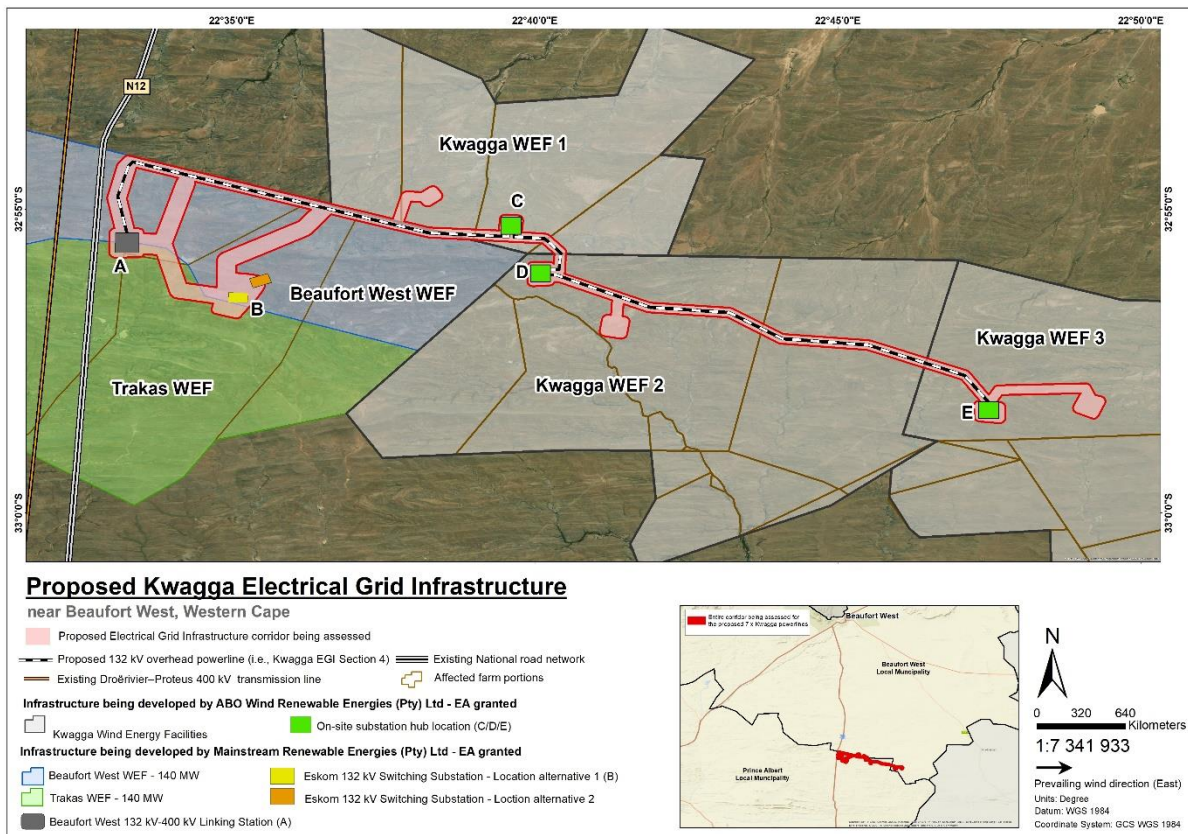 22°35'0"E 22°40'0"E 22°45'0"E 22°50'0"E
N12
Kwagga WEF 1
32°55'0"S
32°55'0"S
C
A
D
B
Beaufort West WEF
Kwagga WEF 3
Trakas WEF
Kwagga WEF 2
E
33°0'0"S
33°0'0"S
Proposed Kwagga Electrical Grid Infrastructure
near Beaufort West, Western Cape
Proposed Electrical Grid Infrastructure corridor being assessed
Proposed 132 kV overhead powerline (i.e., Kwagga EGI Section 4)
Existing National road network
Existing Droërivier–Proteus 400 kV transmission line
Affected farm portions
Infrastructure being developed by ABO Wind Renewable Energies (Pty) Ltd - EA granted
Kwagga Wind Energy Facilities
On-site substation hub location (C/D/E)
Infrastructure being developed by Mainstream Renewable Energies (Pty) Ltd - EA granted
Beaufort West WEF - 140 MW
Eskom 132 kV Switching Substation - Location alternative 1 (B)
Trakas WEF - 140 MW
Eskom 132 kV Switching Substation - Loction alternative 2
Beaufort West 132 kV-400 kV Linking Station (A)
Entire corridor being assessed for
the proposed 7 x Kwagga powerlines
Beaufort West
Beaufort West
Local Municipality
Prince Albert
Local Muncipality
N
0 320 640
Kilometers
1:7 341 933
Prevailing wind direction (East)
Units: Degree
Datum: WGS 1984
Coordinate System: GCS WGS 1984